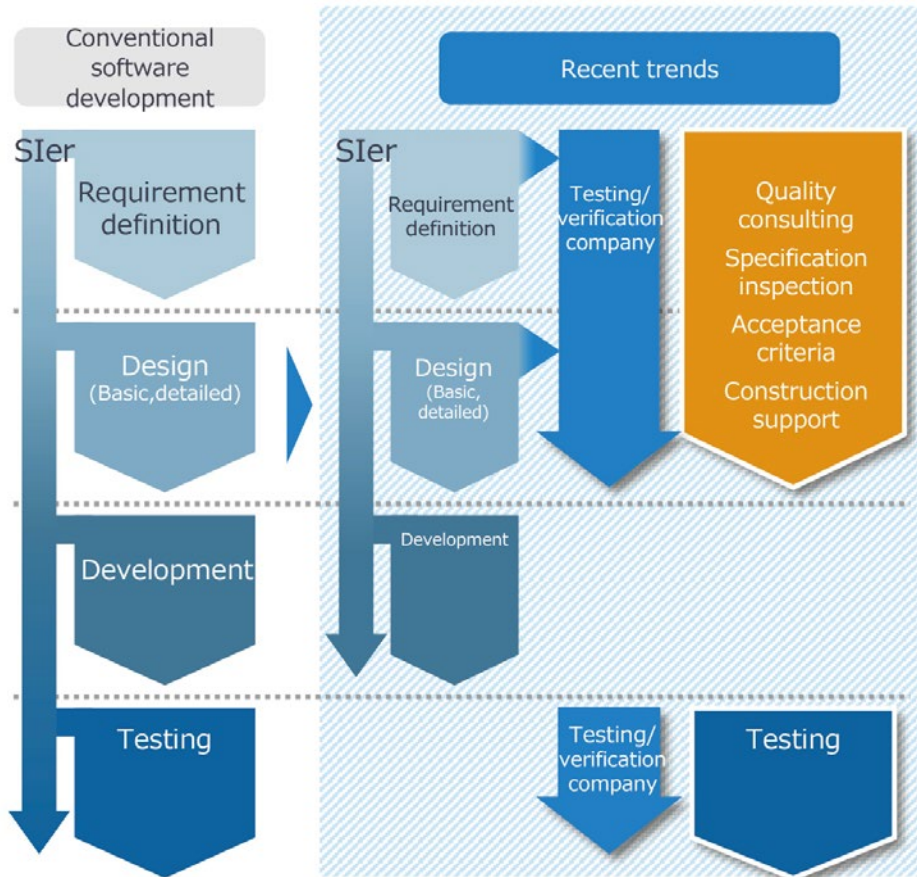 Conventional
software
development
SIer
Requirement
definition
Design
(Basic,detailed)
Development
Testing
Recent trends
SIer
Requirement
definition
Design
(Basic,
detailed)
Development
Testing/
verification
company
Quality
consulting
Specification
inspection
Acceptance
criteria
Construction
support
Testing/
verification
company
Testing